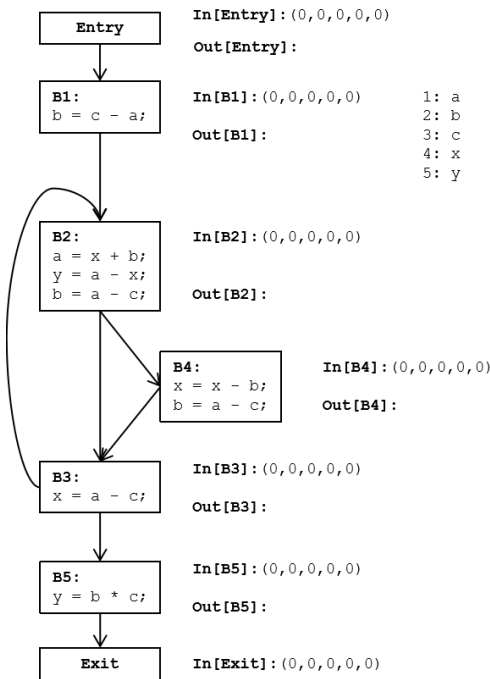 Entry
In[Entry]:(0,0,0,0,0)
Out[Entry]:
B1:
b = c - a;
In[B1]:(0,0,0,0,0)
Out[B1]:
1: a
2: b
3: c
4: x
5: y
B2:
a = x + b;
y = a - x;
b = a - c;
In[B2]:(0,0,0,0,0)
Out[B2]:
B4:
x = x - b;
b = a - c;
In[B4]:(0,0,0,0,0)
Out[B4]:
B3:
x = a - c;
In[B3]:(0,0,0,0,0)
Out[B3]:
B5:
y = b * c;
In[B5]:(0,0,0,0,0)
Out[B5]:
Exit
In[Exit]:(0,0,0,0,0)